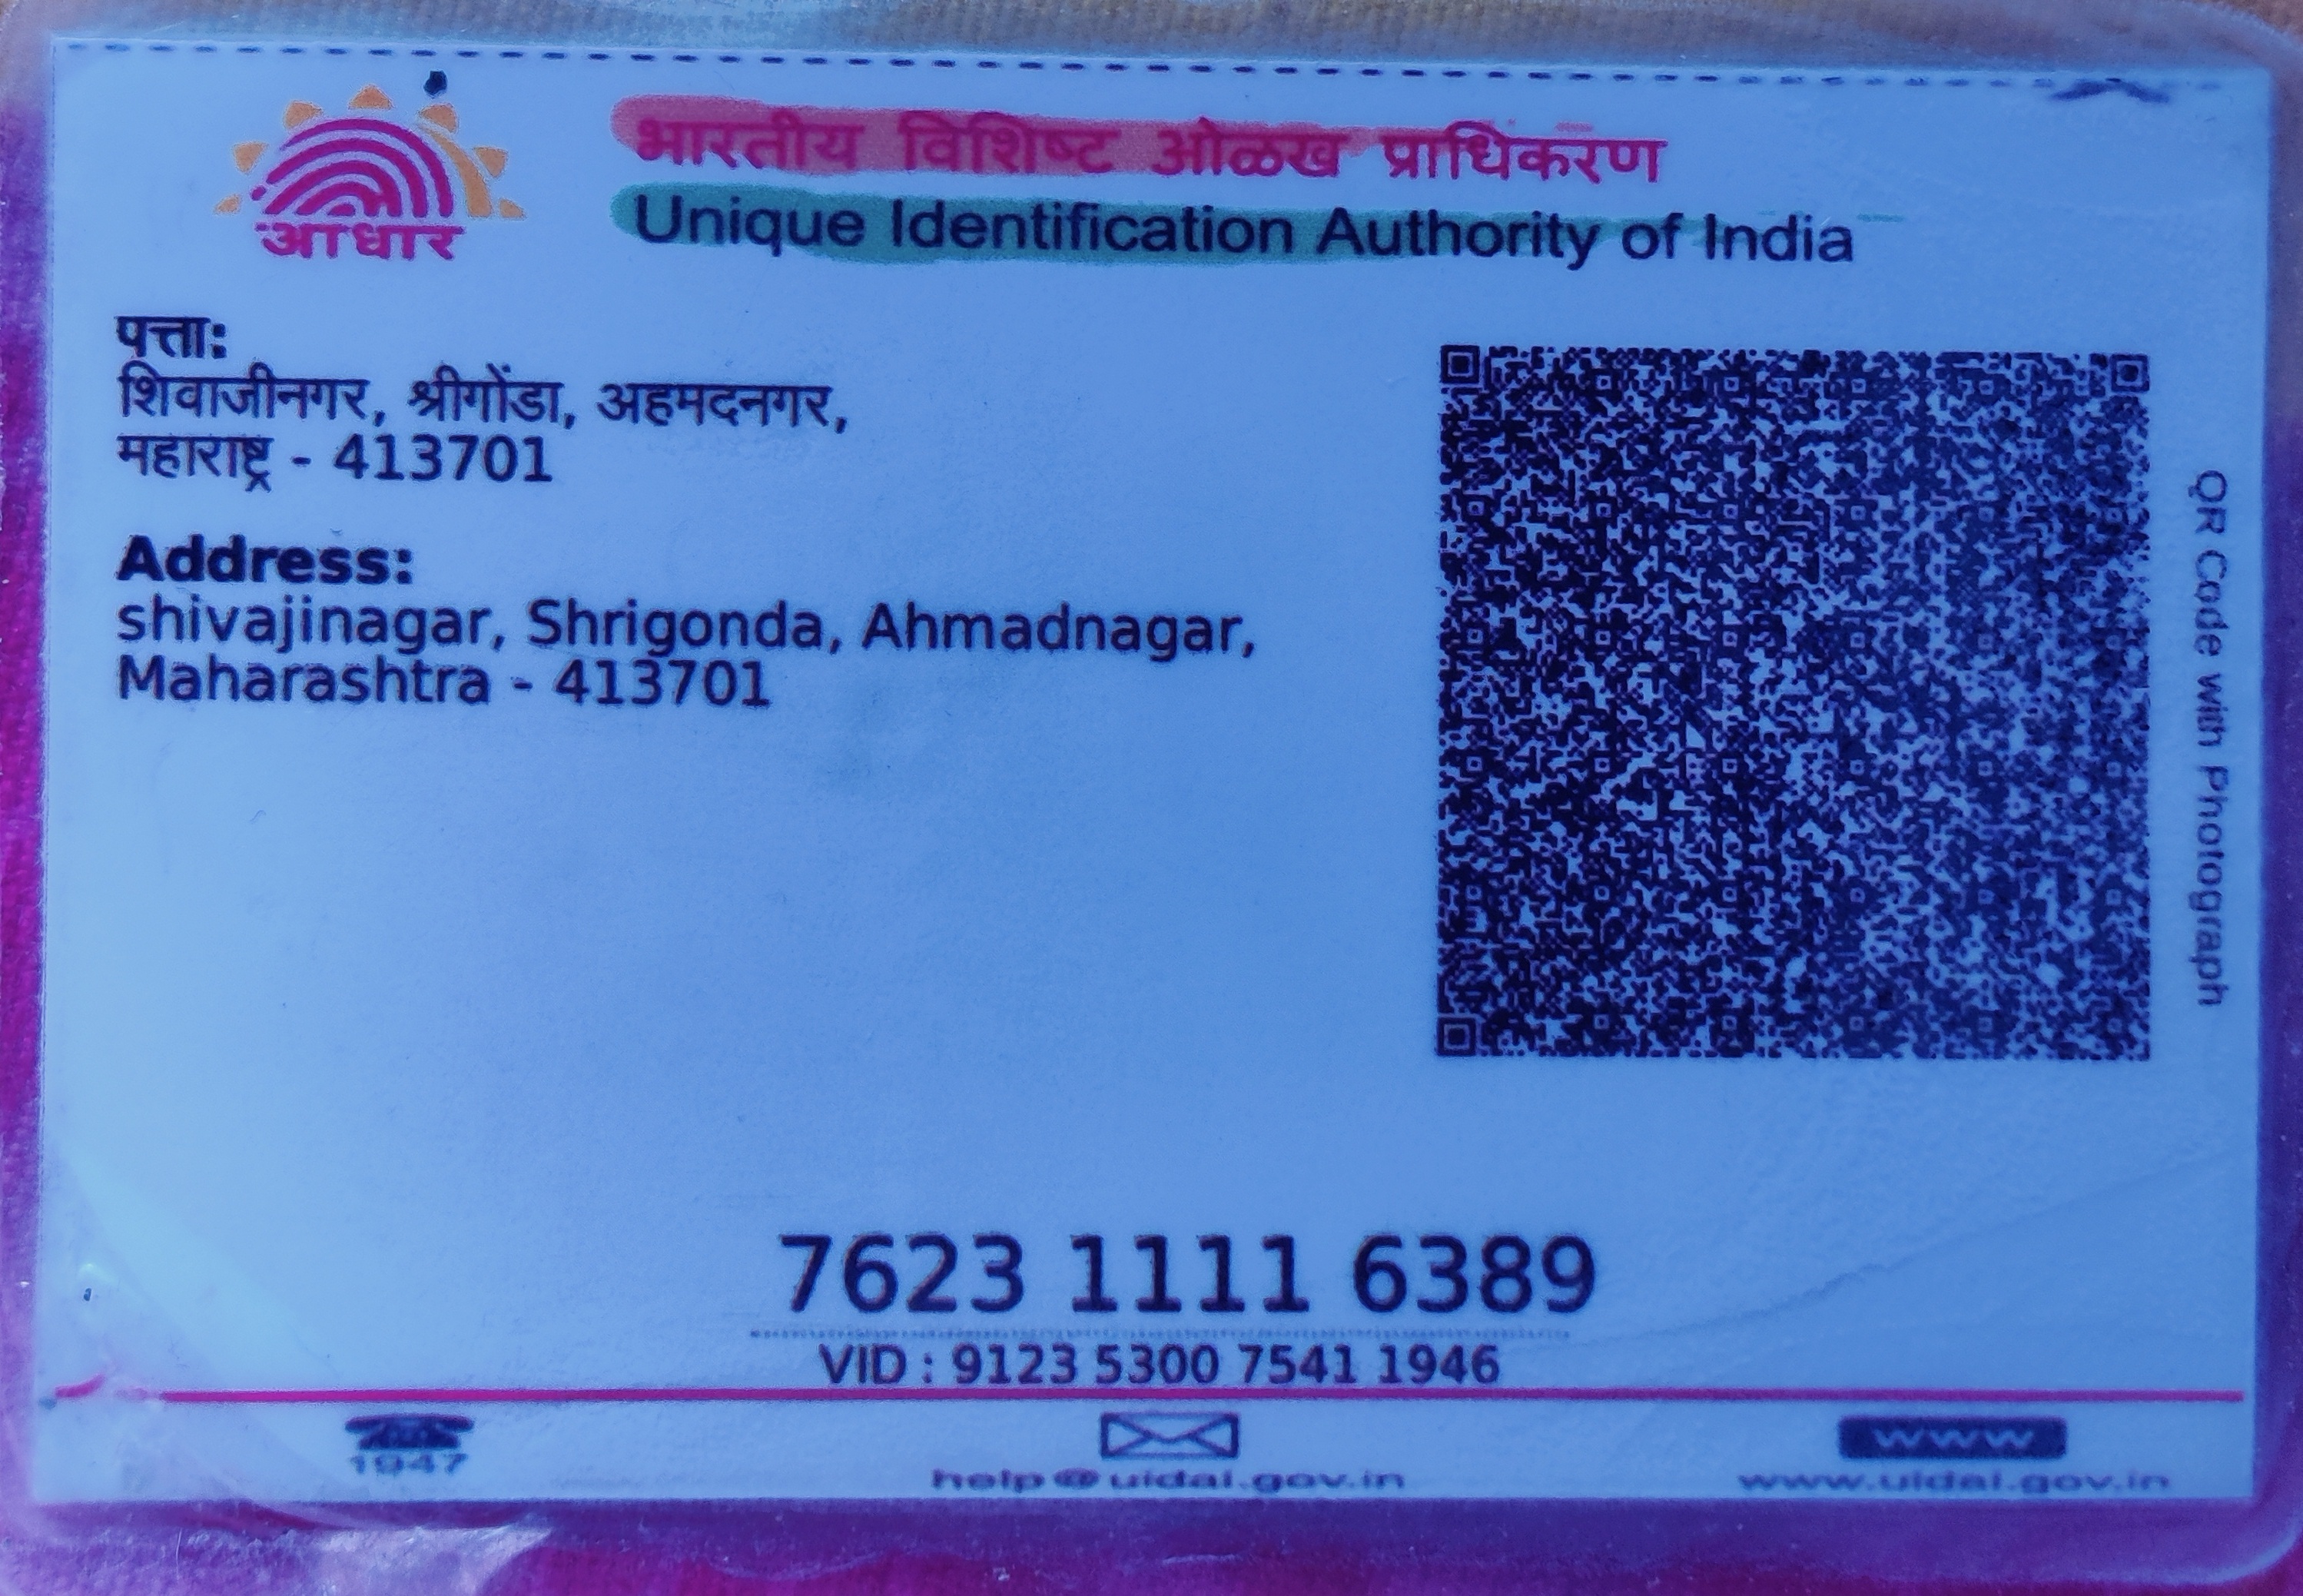 आधार
भारतीय विशिष्ट ओळख प्राधिकरण
Unique Identification Authority of India
पत्ता:
शिवाजीनगर, श्रीगोंडा, अहमदनगर,
महाराष्ट्र - 413701
Address:
shivajinagar, Shrigonda, Ahmadnagar,
Maharashtra - 413701
QR Code with Photograph
7623 1111 6389
VID : 9123 5300 7541 1946
1947
help@uidai.gov.in
www
www.uidai.gov.in